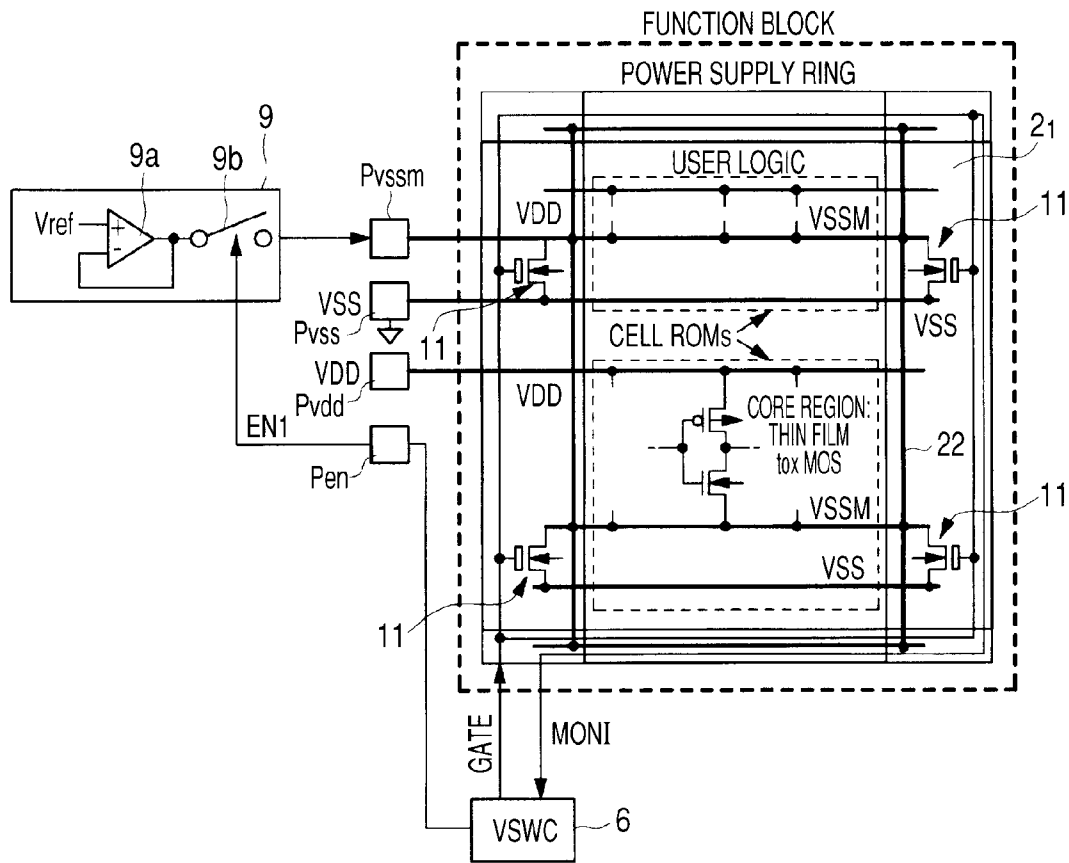 FUNCTION BLOCK
POWER SUPPLY RING
9
9a
9b
21
Pvssm
USER LOGIC
11
Vref
+
-
VDD
VSSM
VSS
Pvss
11
VSS
CELL ROMs
VDD
Pvdd
VDD
CORE REGION:
THIN FILM
tox MOS
EN1
Pen
22
VSSM
11
VSS
11
GATE
MONI
VSWC
6